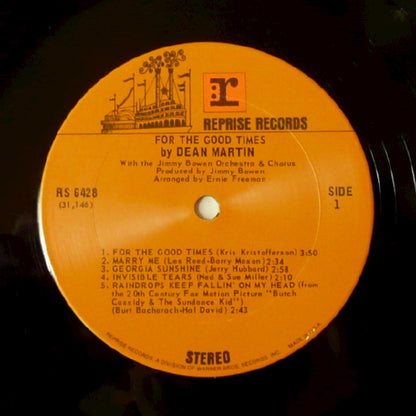 r
REPRISE RECORDS
FOR THE GOOD TIMES
by DEAN MARTIN
With the Jimmy Bowen Orchestra & Chorus
Produced by Jimmy Bowen
Arranged by Ernie Freeman
RS 6428
(31,146)
SIDE
1
1. FOR THE GOOD TIMES (Kris Kristofferson) 3:50
2. MARRY ME (Les Reed-Barry Mason) 2:34
3. GEORGIA SUNSHINE (Jerry Hubbard) 2:58
4. INVISIBLE TEARS (Ned & Sue Miller) 2:01
5. RAINDROPS KEEP FALLIN' ON MY HEAD (from
the 20th Century Fox Motion Picture "Butch
Cassidy & The Sundance Kid")
(Burt Bacharach-Hal David) 2:43
STEREO
REPRISE RECORDS, A DIVISION OF WARNER BROS. RECORDS, INC.
MADE IN U.S.A.